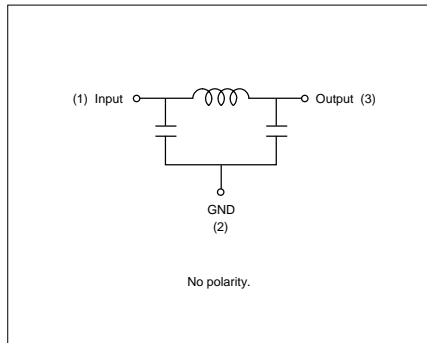 (1) Input
Output (3)
GND
(2)
No polarity.